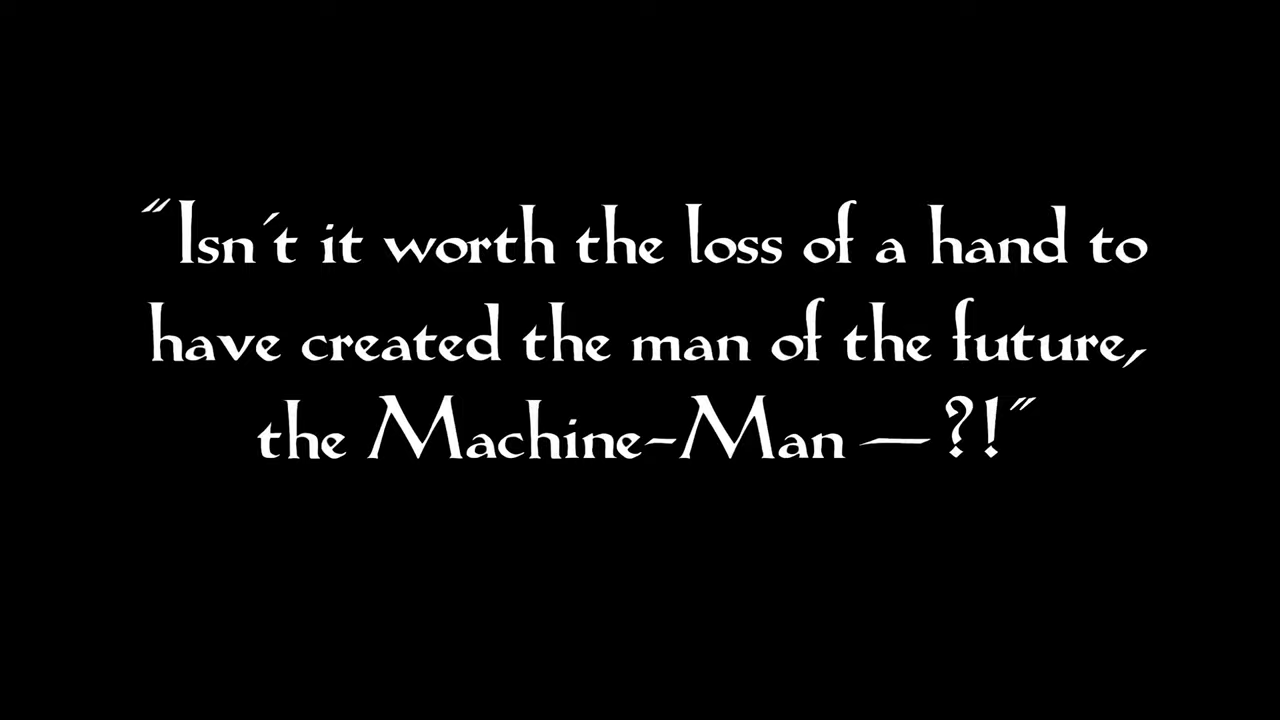 "Isn't it worth the loss of a hand to
have created the man of the future,
the Machine-Man —?!"